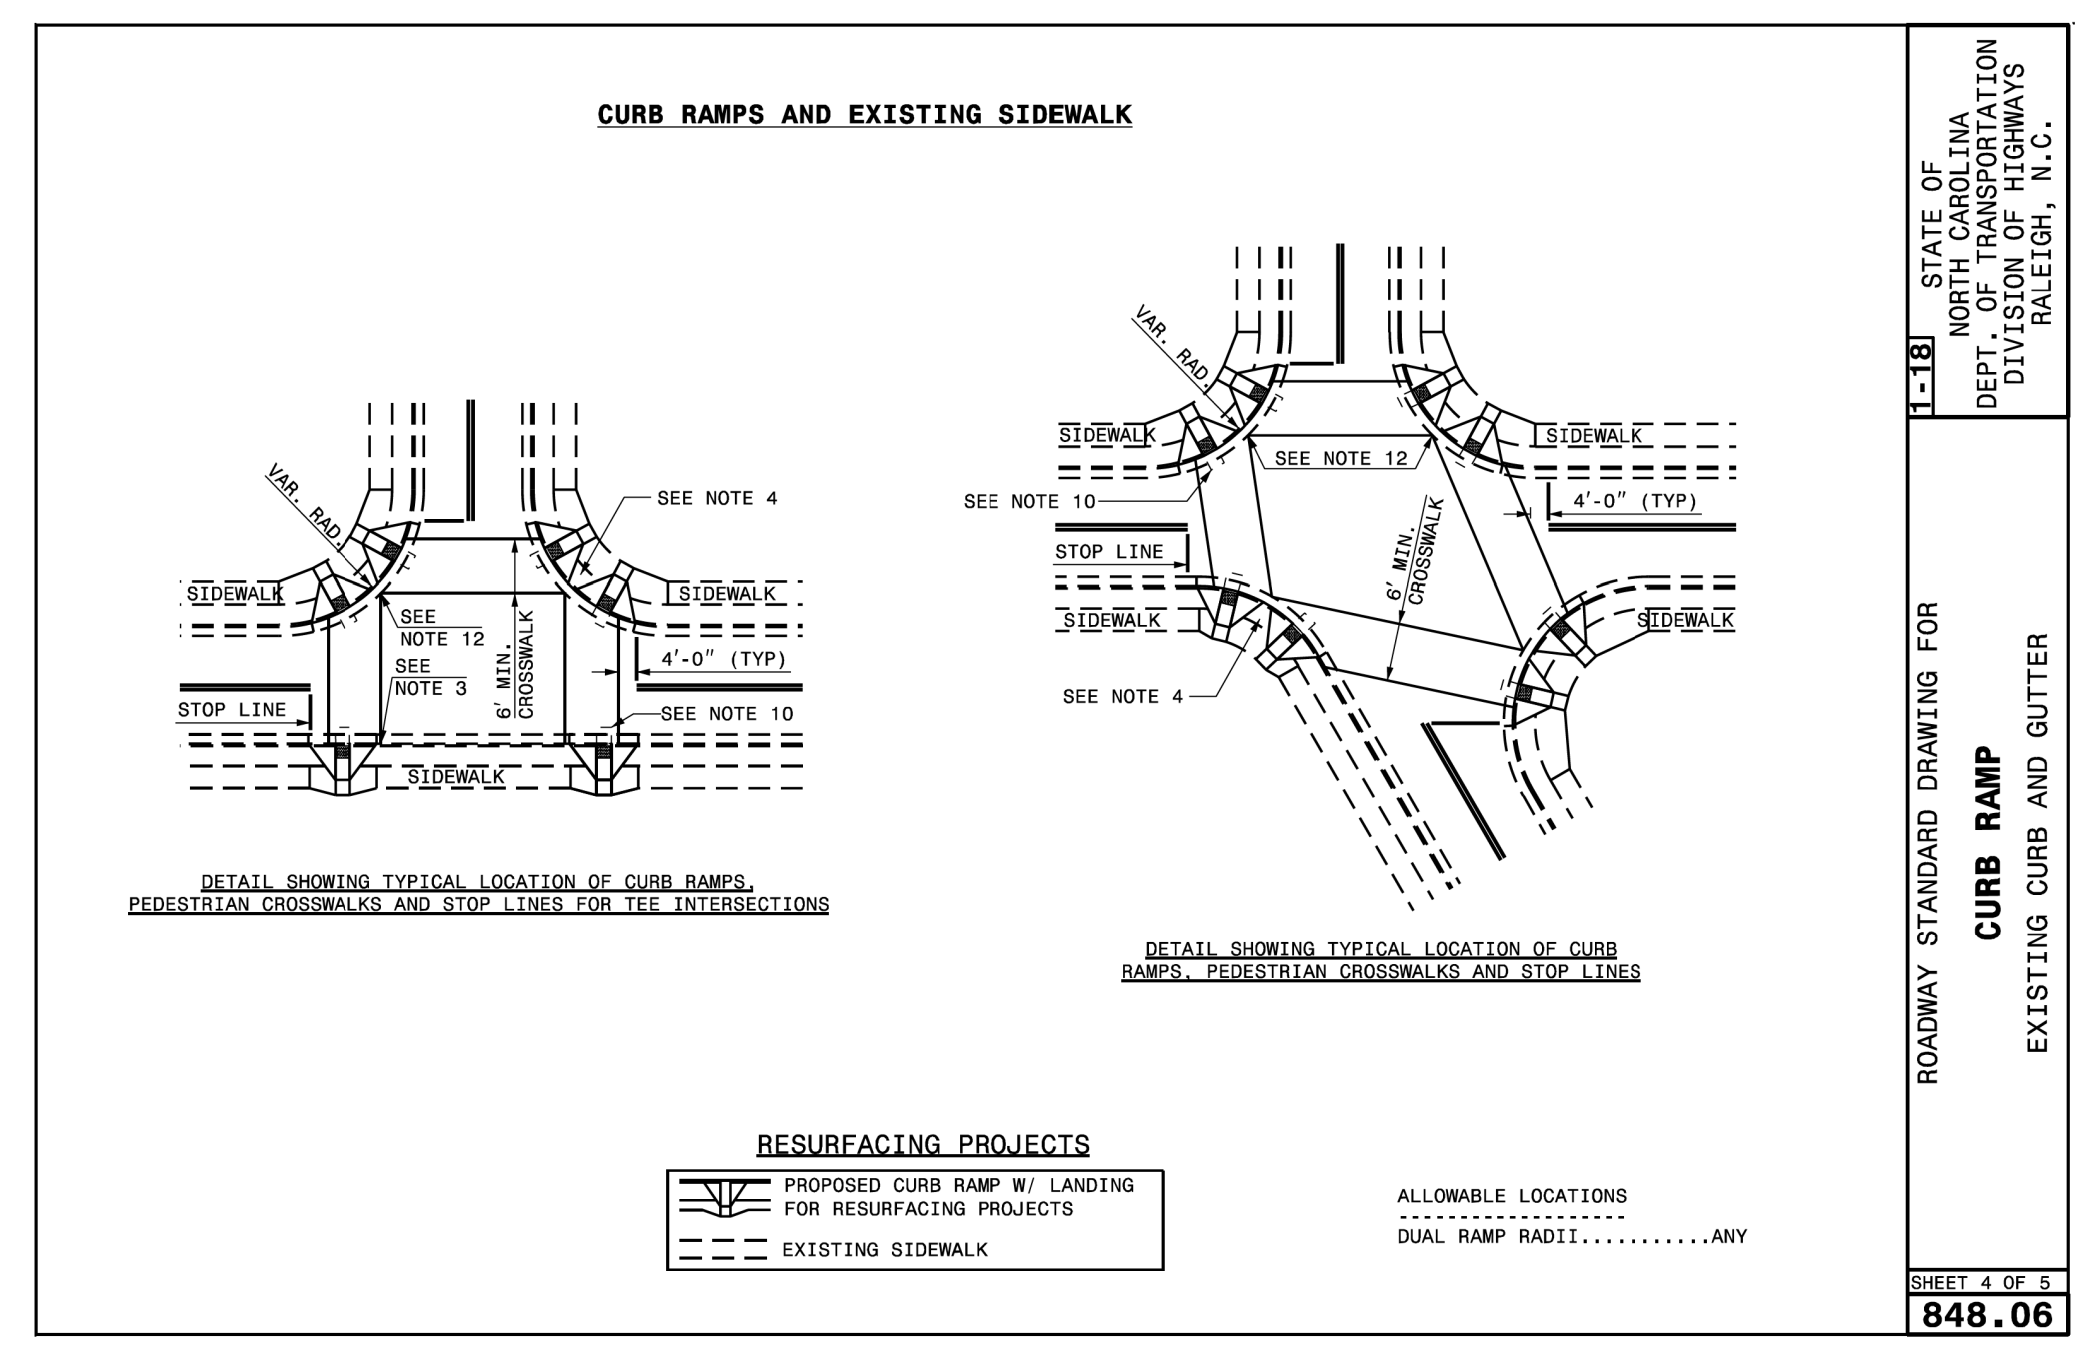 CURB RAMPS AND EXISTING SIDEWALK
VAR. RAD.
SEE NOTE 4
SIDEWALK
SIDEWALK
SEE
NOTE 12
SEE
NOTE 3
6' MIN.
CROSSWALK
4'-0" (TYP)
STOP LINE
SEE NOTE 10
SIDEWALK
DETAIL SHOWING TYPICAL LOCATION OF CURB RAMPS,
PEDESTRIAN CROSSWALKS AND STOP LINES FOR TEE INTERSECTIONS
VAR. RAD.
SIDEWALK
SIDEWALK
SEE NOTE 12
SEE NOTE 10
4'-0" (TYP)
STOP LINE
6' MIN.
CROSSWALK
SIDEWALK
SIDEWALK
SEE NOTE 4
DETAIL SHOWING TYPICAL LOCATION OF CURB
RAMPS, PEDESTRIAN CROSSWALKS AND STOP LINES
RESURFACING PROJECTS
PROPOSED CURB RAMP W/ LANDING
FOR RESURFACING PROJECTS
EXISTING SIDEWALK
ALLOWABLE LOCATIONS
-------------------
DUAL RAMP RADII...........ANY
STATE OF
NORTH CAROLINA
DEPT. OF TRANSPORTATION
DIVISION OF HIGHWAYS
RALEIGH, N.C.
1-18
ROADWAY STANDARD DRAWING FOR
CURB RAMP
EXISTING CURB AND GUTTER
SHEET 4 OF 5
848.06